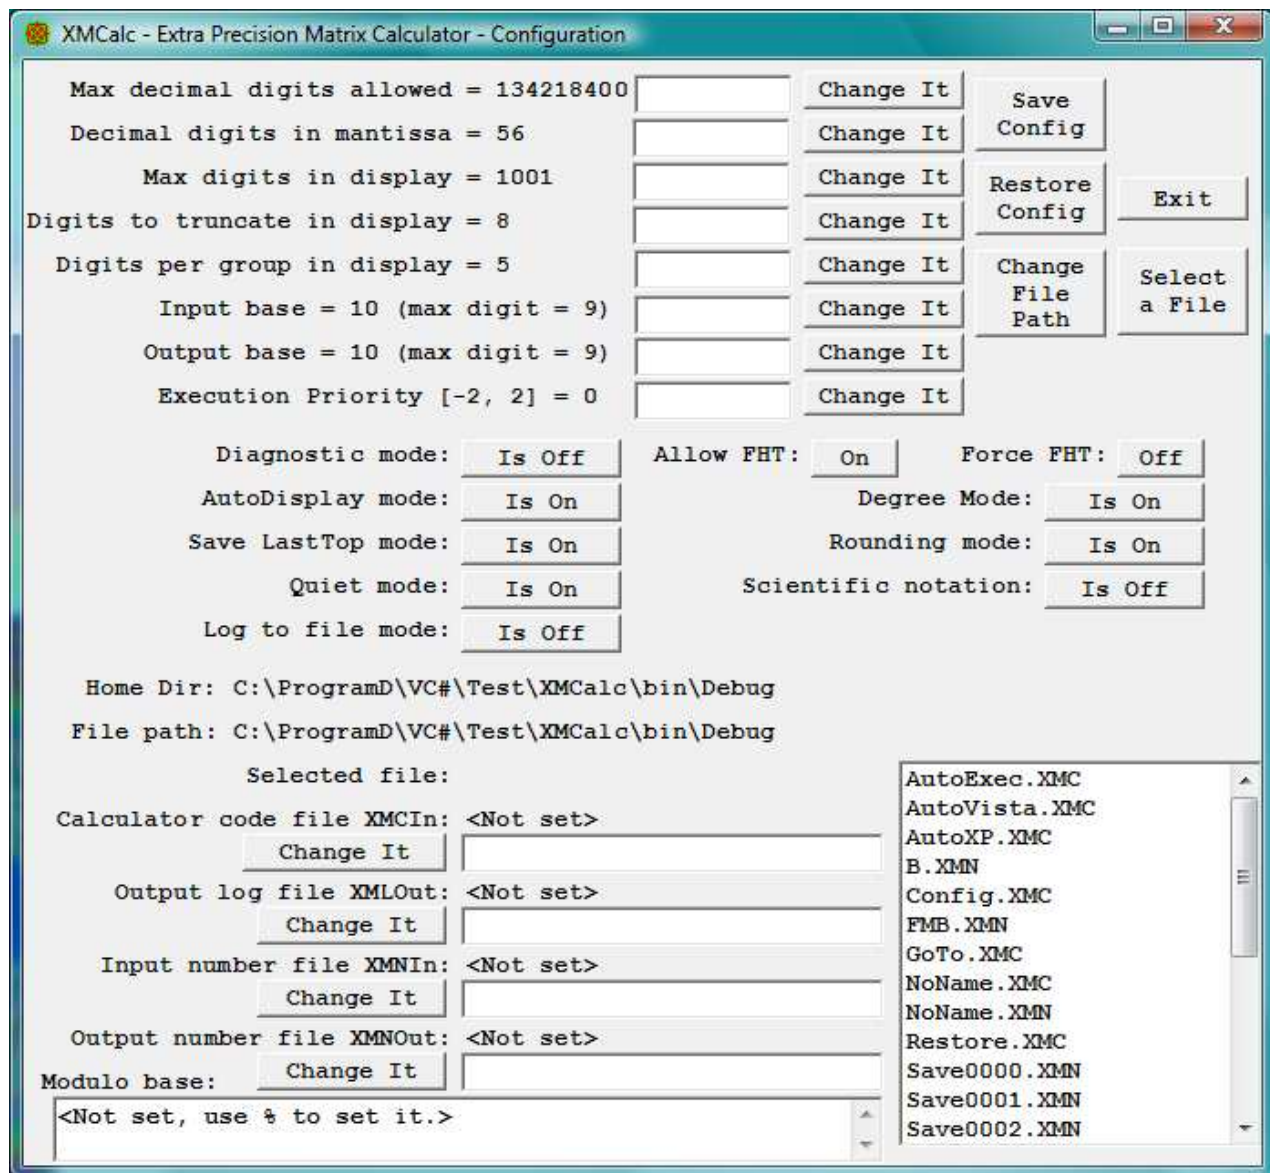 XMCalc - Extra Precision Matrix Calculator - Configuration
Max decimal digits allowed = 134218400 Change It
Save Config
Decimal digits in mantissa = 56 Change It
Max digits in display = 1001 Change It
Restore Config
Exit
Digits to truncate in display = 8 Change It
Digits per group in display = 5 Change It
Change File Path
Select a File
Input base = 10 (max digit = 9) Change It
Output base = 10 (max digit = 9) Change It
Execution Priority [-2, 2] = 0 Change It
Diagnostic mode: Is Off Allow FHT: On Force FHT: Off
AutoDisplay mode: Is On Degree Mode: Is On
Save LastTop mode: Is On Rounding mode: Is On
Quiet mode: Is On Scientific notation: Is Off
Log to file mode: Is Off
Home Dir: C:\ProgramD\VC#\Test\XMCalc\bin\Debug
File path: C:\ProgramD\VC#\Test\XMCalc\bin\Debug
Selected file:
Calculator code file XMCIn: <Not set>
Change It
Output log file XMLOut: <Not set>
Change It
Input number file XMNIn: <Not set>
Change It
Output number file XMNOut: <Not set>
Change It
Modulo base:
<Not set, use % to set it.>
AutoExec.XMC
AutoVista.XMC
AutoXP.XMC
B.XMN
Config.XMC
FMB.XMN
GoTo.XMC
NoName.XMC
NoName.XMN
Restore.XMC
Save0000.XMN
Save0001.XMN
Save0002.XMN